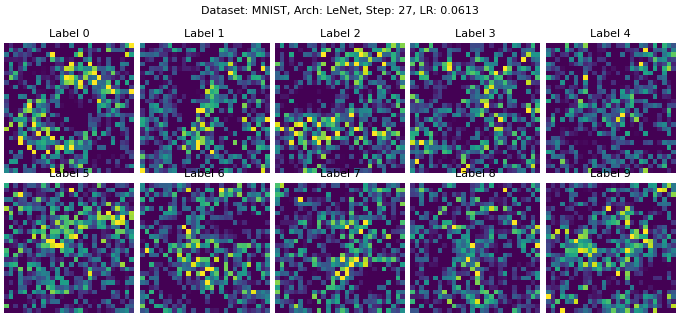 Dataset: MNIST, Arch: LeNet, Step: 27, LR: 0.0613
Label 0 Label 1 Label 2 Label 3 Label 4
Label 5 Label 6 Label 7 Label 8 Label 9